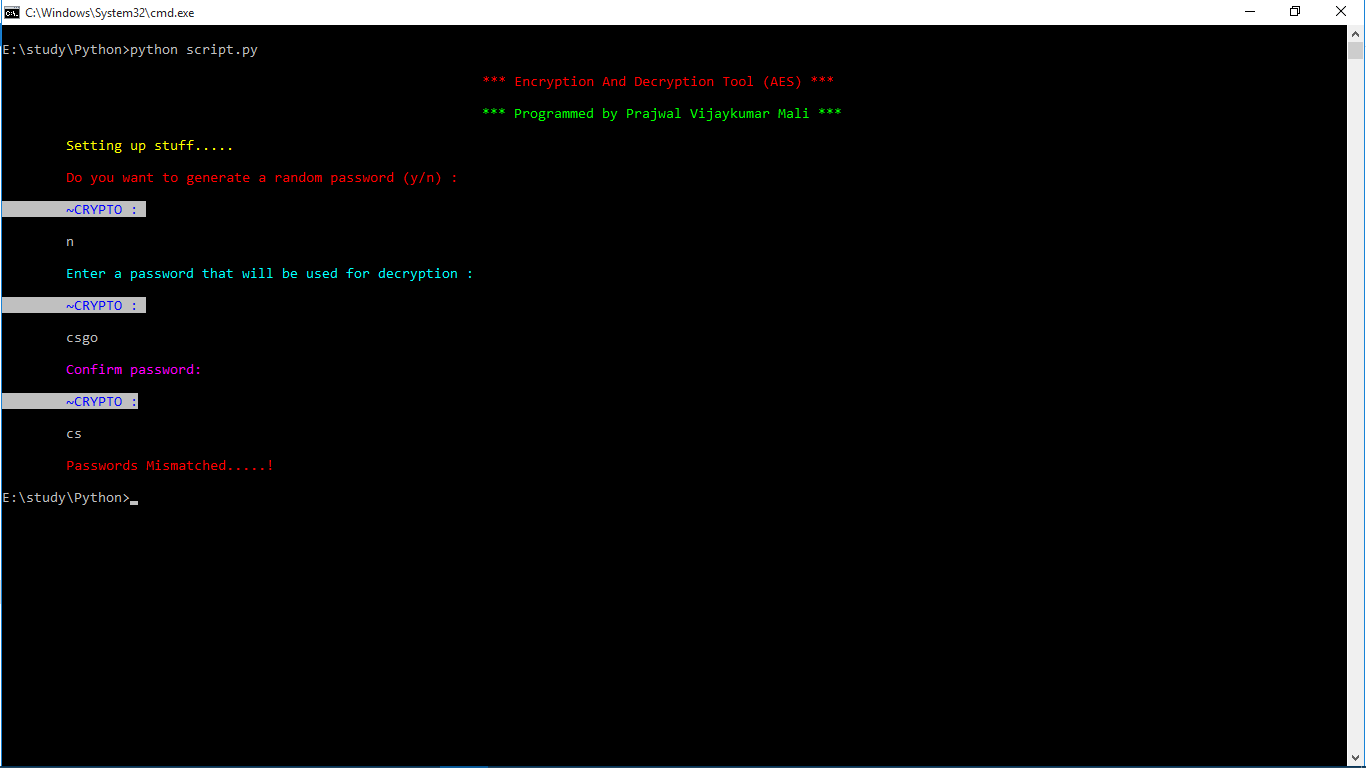 C:\Windows\System32\cmd.exe
E:\study\Python>python script.py
*** Encryption And Decryption Tool (AES) ***
*** Programmed by Prajwal Vijaykumar Mali ***
Setting up stuff.....
Do you want to generate a random password (y/n) :
~CRYPTO :
n
Enter a password that will be used for decryption :
~CRYPTO :
csgo
Confirm password:
~CRYPTO :
cs
Passwords Mismatched.....!
E:\study\Python>